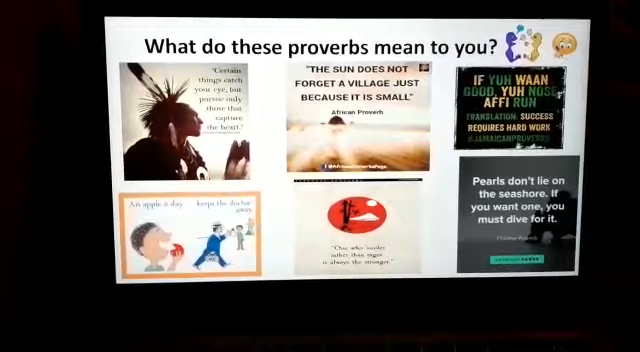 What do these proverbs mean to you?
"Certain
things catch
your eye, but
pursue only
those that
capture
the heart."
"THE SUN DOES NOT
FORGET A VILLAGE JUST
BECAUSE IT IS SMALL"
African Proverb
IF YUH WAAN
GOOD, YUH NOSE
AFFI RUN
TRANSLATION: SUCCESS
REQUIRES HARD WORK
#JAMAICANPROVERBS
An apple a day keeps the doctor
away
"One who smiles
rather than rages
is always the stronger."
Pearls don't lie on
the seashore. If
you want one, you
must dive for it.
Chinese Proverb